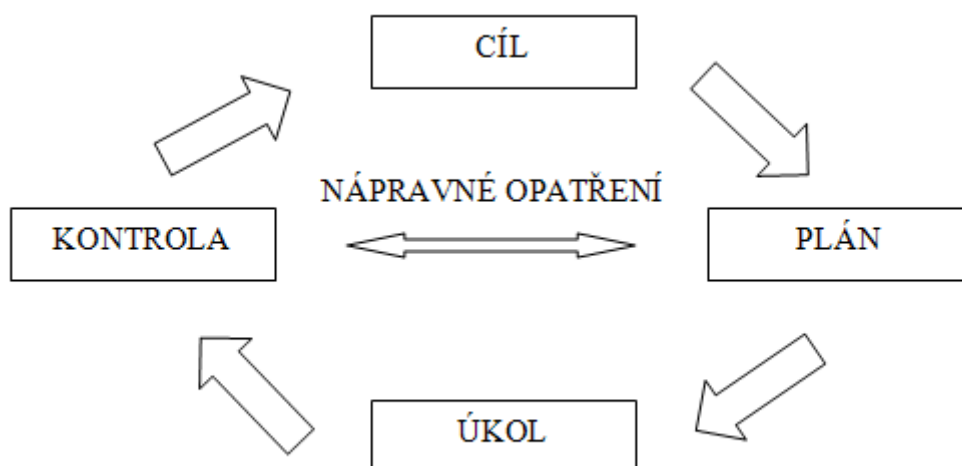 CÍL
NÁPRAVNÉ OPATŘENÍ
KONTROLA
PLÁN
ÚKOL